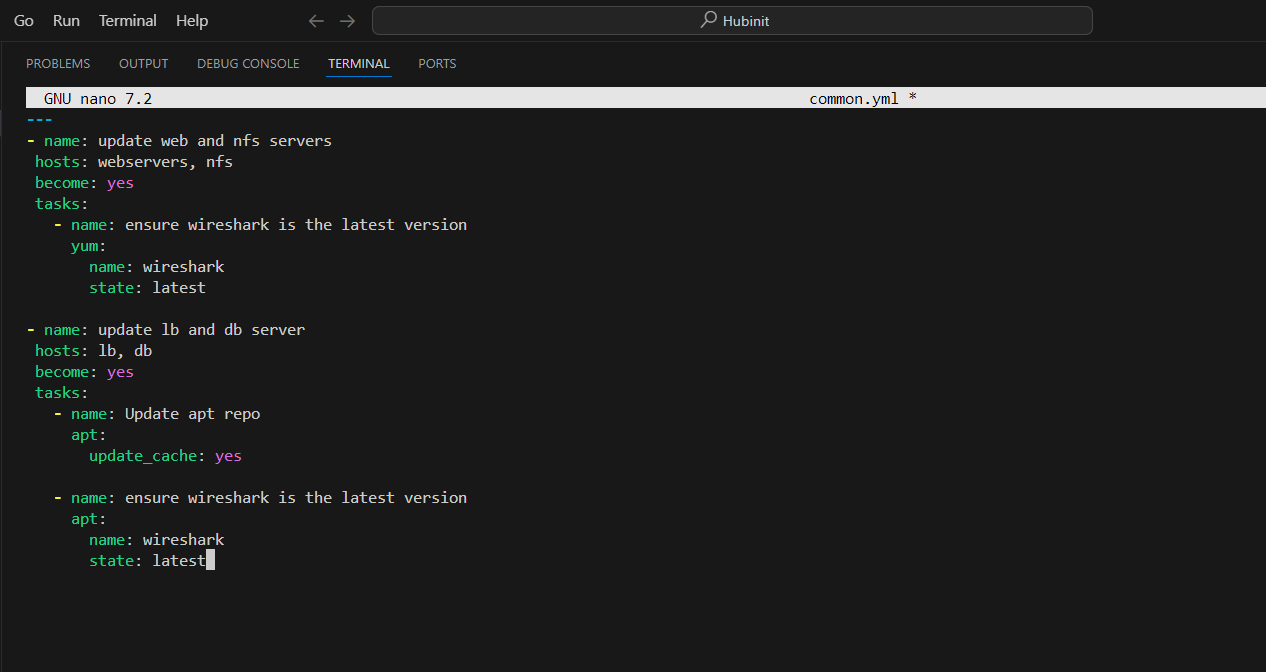 Go Run Terminal Help Hubinit
PROBLEMS OUTPUT DEBUG CONSOLE TERMINAL PORTS
GNU nano 7.2 common.yml *
---
- name: update web and nfs servers
 hosts: webservers, nfs
 become: yes
 tasks:
   - name: ensure wireshark is the latest version
     yum:
       name: wireshark
       state: latest

- name: update lb and db server
 hosts: lb, db
 become: yes
 tasks:
   - name: Update apt repo
     apt:
       update_cache: yes

   - name: ensure wireshark is the latest version
     apt:
       name: wireshark
       state: latest